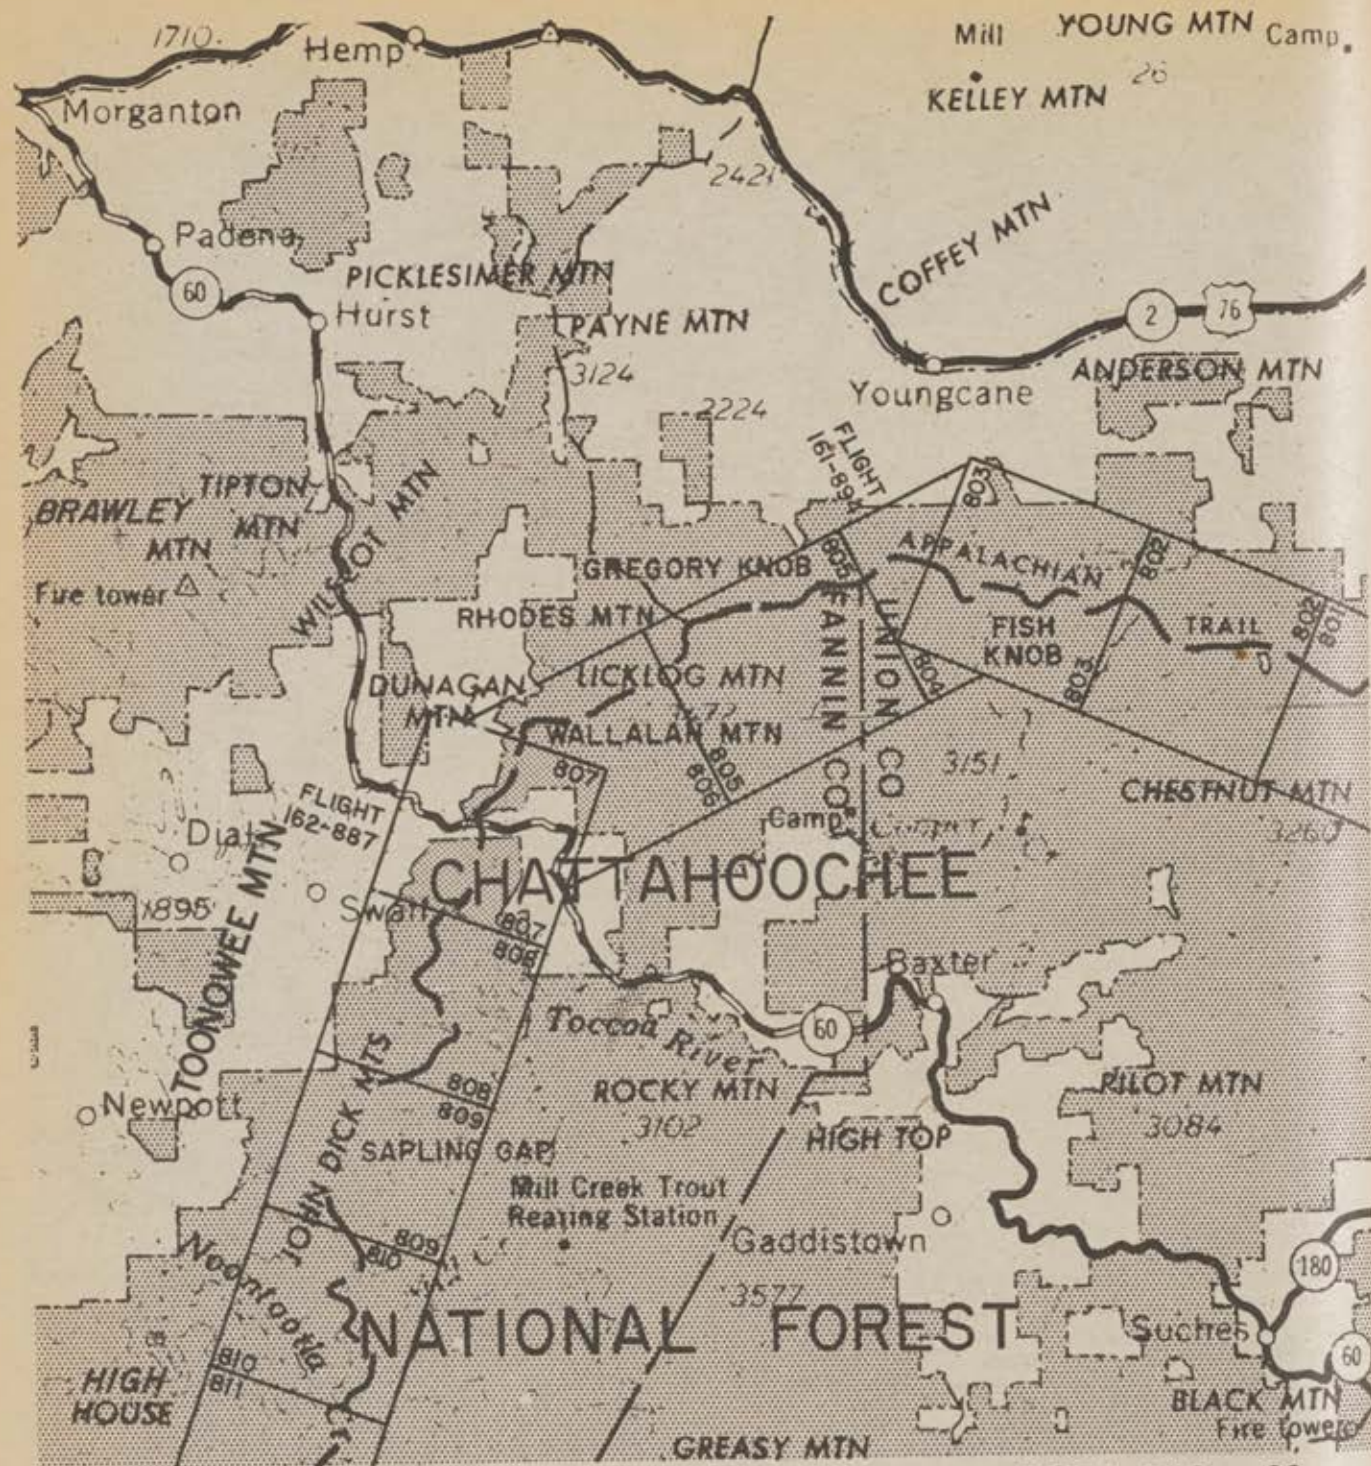 1710
Hemp
Mill
YOUNG MTN
Camp
26
KELLEY MTN
Morganton
2421
Padena
COFFEY MTN
60
PICKLESIMER MTN
Hurst
PAYNE MTN
2
76
3124
Youngcane
ANDERSON MTN
2224
FLIGHT
161-894
803
TIPTON
MTN
BRAWLEY
MTN
WILSCOT MTN
APPALACHIAN
802
805
GREGORY KNOB
Fire tower
RHODES MTN
FANNIN CO
UNION CO
FISH
KNOB
TRAIL
802
801
804
803
LICKLOG MTN
DUNAGAN
MTN
WALLALAH MTN
807
805
806
3151
CHESTNUT MTN
FLIGHT
162-887
Camp
Dial
TOONOWEE MTN
CHATTAHOOCHEE
1895
807
808
Baxter
Toccoa River
60
808
809
ROCKY MTN
PILOT MTN
3102
3084
Newport
JOHN DICK MTS
HIGH TOP
SAPLING GAP
Mill Creek Trout
Rearing Station
Gaddistown
809
810
Noontootla
180
3577
NATIONAL FOREST
Suches
60
810
811
HIGH
HOUSE
BLACK MTN
Fire tower
GREASY MTN